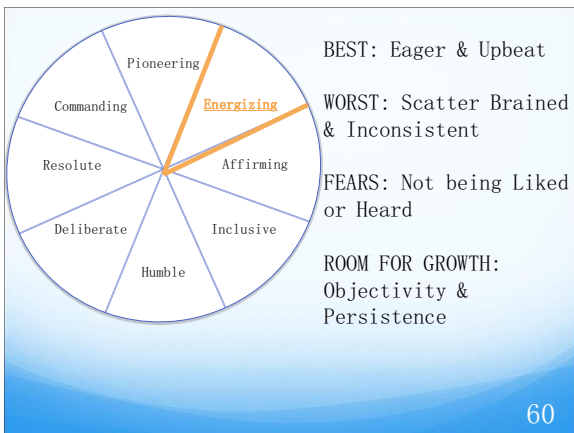 Pioneering
Energizing
Commanding
Resolute
Affirming
Deliberate
Inclusive
Humble
BEST: Eager & Upbeat
WORST: Scatter Brained
& Inconsistent
FEARS: Not being Liked
or Heard
ROOM FOR GROWTH:
Objectivity &
Persistence
60